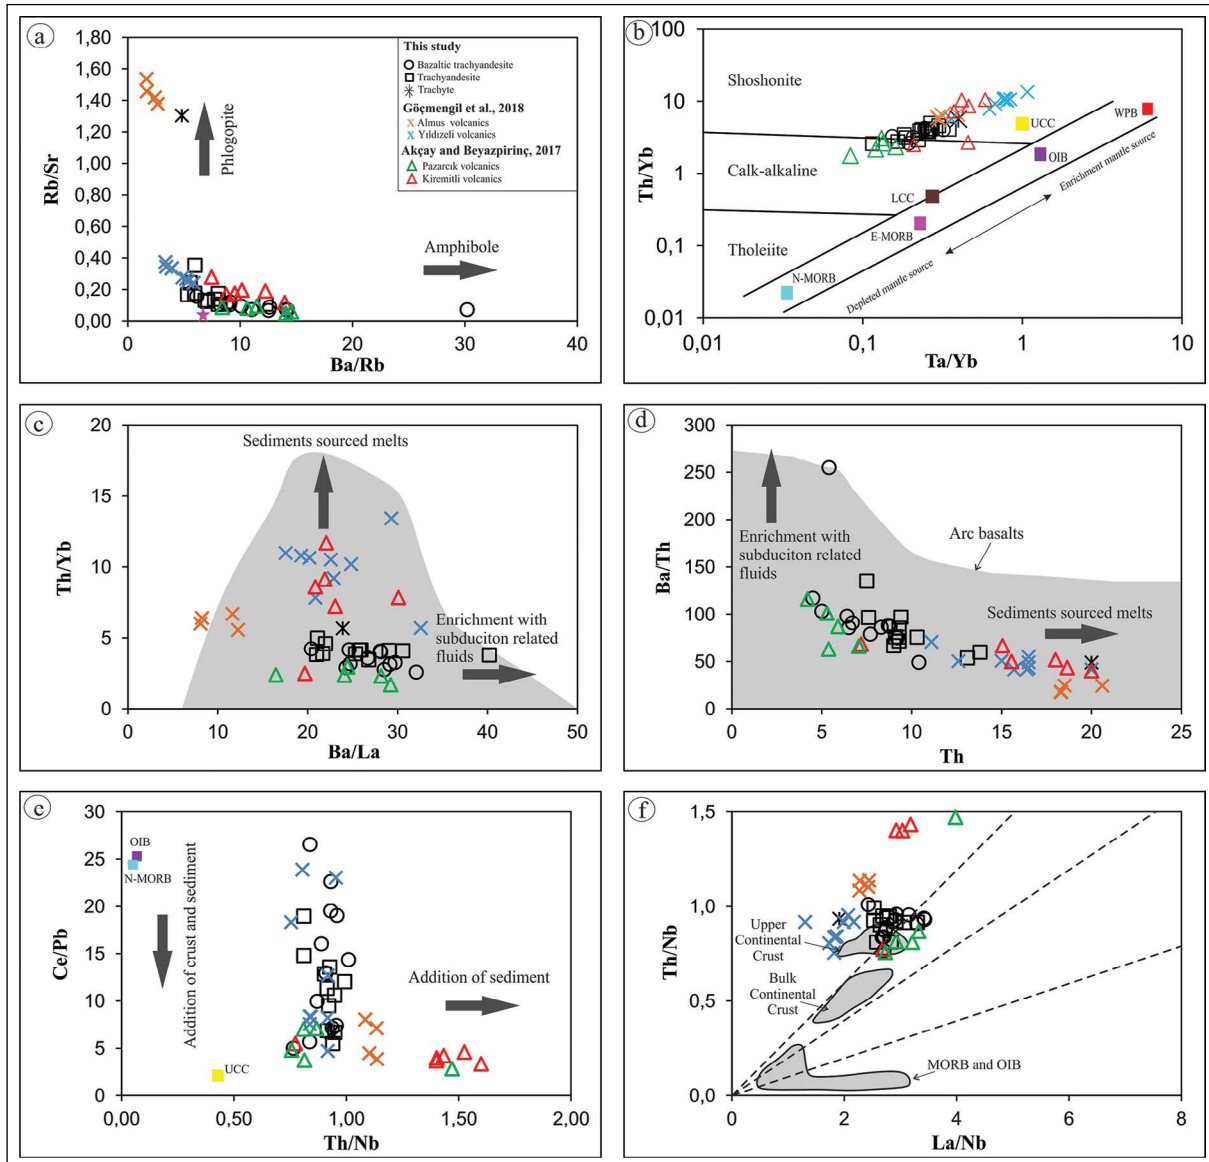 a
Rb/Sr
1,80
1,60
1,40
1,20
1,00
0,80
0,60
0,40
0,20
0,00
0
10
20
30
40
Ba/Rb
Phlogopite
Amphibole
This study
Bazaltic trachyandesite
Trachyandesite
Trachyte
Göçmengil et al., 2018
Almus volcanics
Yıldızeli volcanics
Akçay and Beyazpirinç, 2017
Pazarcık volcanics
Kiremitli volcanics
b
Th/Yb
100
10
1
0,1
0,01
0,01
0,1
1
10
Ta/Yb
Shoshonite
Calk-alkaline
Tholeiite
WPB
UCC
OIB
LCC
E-MORB
N-MORB
Enrichment mantle source
Depleted mantle source
c
Th/Yb
20
15
10
5
0
0
10
20
30
40
50
Ba/La
Sediments sourced melts
Enrichment with
subduciton related
fluids
d
Ba/Th
300
250
200
150
100
50
0
0
5
10
15
20
25
Th
Enrichment with
subduciton related
fluids
Arc basalts
Sediments sourced melts
e
Ce/Pb
30
25
20
15
10
5
0
0,00
0,50
1,00
1,50
2,00
Th/Nb
OIB
N-MORB
Addition of crust and sediment
Addition of sediment
UCC
f
Th/Nb
1,5
1,0
0,5
0,0
0
2
4
6
8
La/Nb
Upper
Continental
Crust
Bulk
Continental
Crust
MORB and OIB